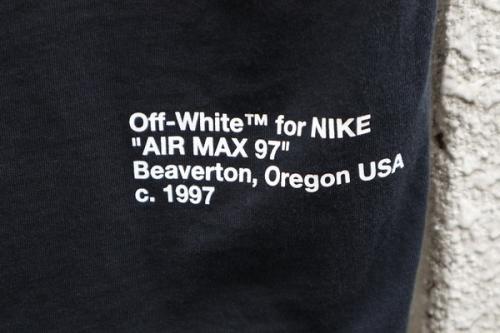 Off-White™ for NIKE
"AIR MAX 97"
Beaverton, Oregon USA
c. 1997